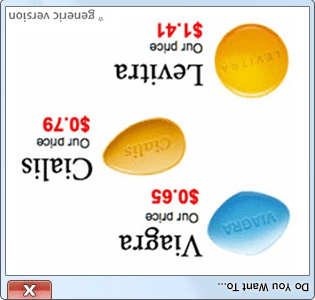 Do You Want To...
X
VIAGRA
Viagra
Our price
$0.65
Cialis
Cialis
Our price
$0.79
LEVITRA
Levitra
Our price
$1.41
*generic version